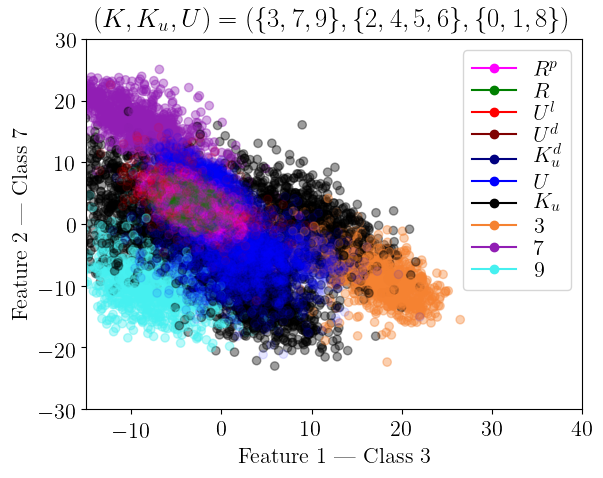 (K, K_u, U) = ({3, 7, 9}, {2, 4, 5, 6}, {0, 1, 8})
30
20
10
0
−10
−20
−30
Feature 2 — Class 7
R^p
R
U^l
U^d
K_u^d
U
K_u
3
7
9
−10
0
10
20
30
40
Feature 1 — Class 3